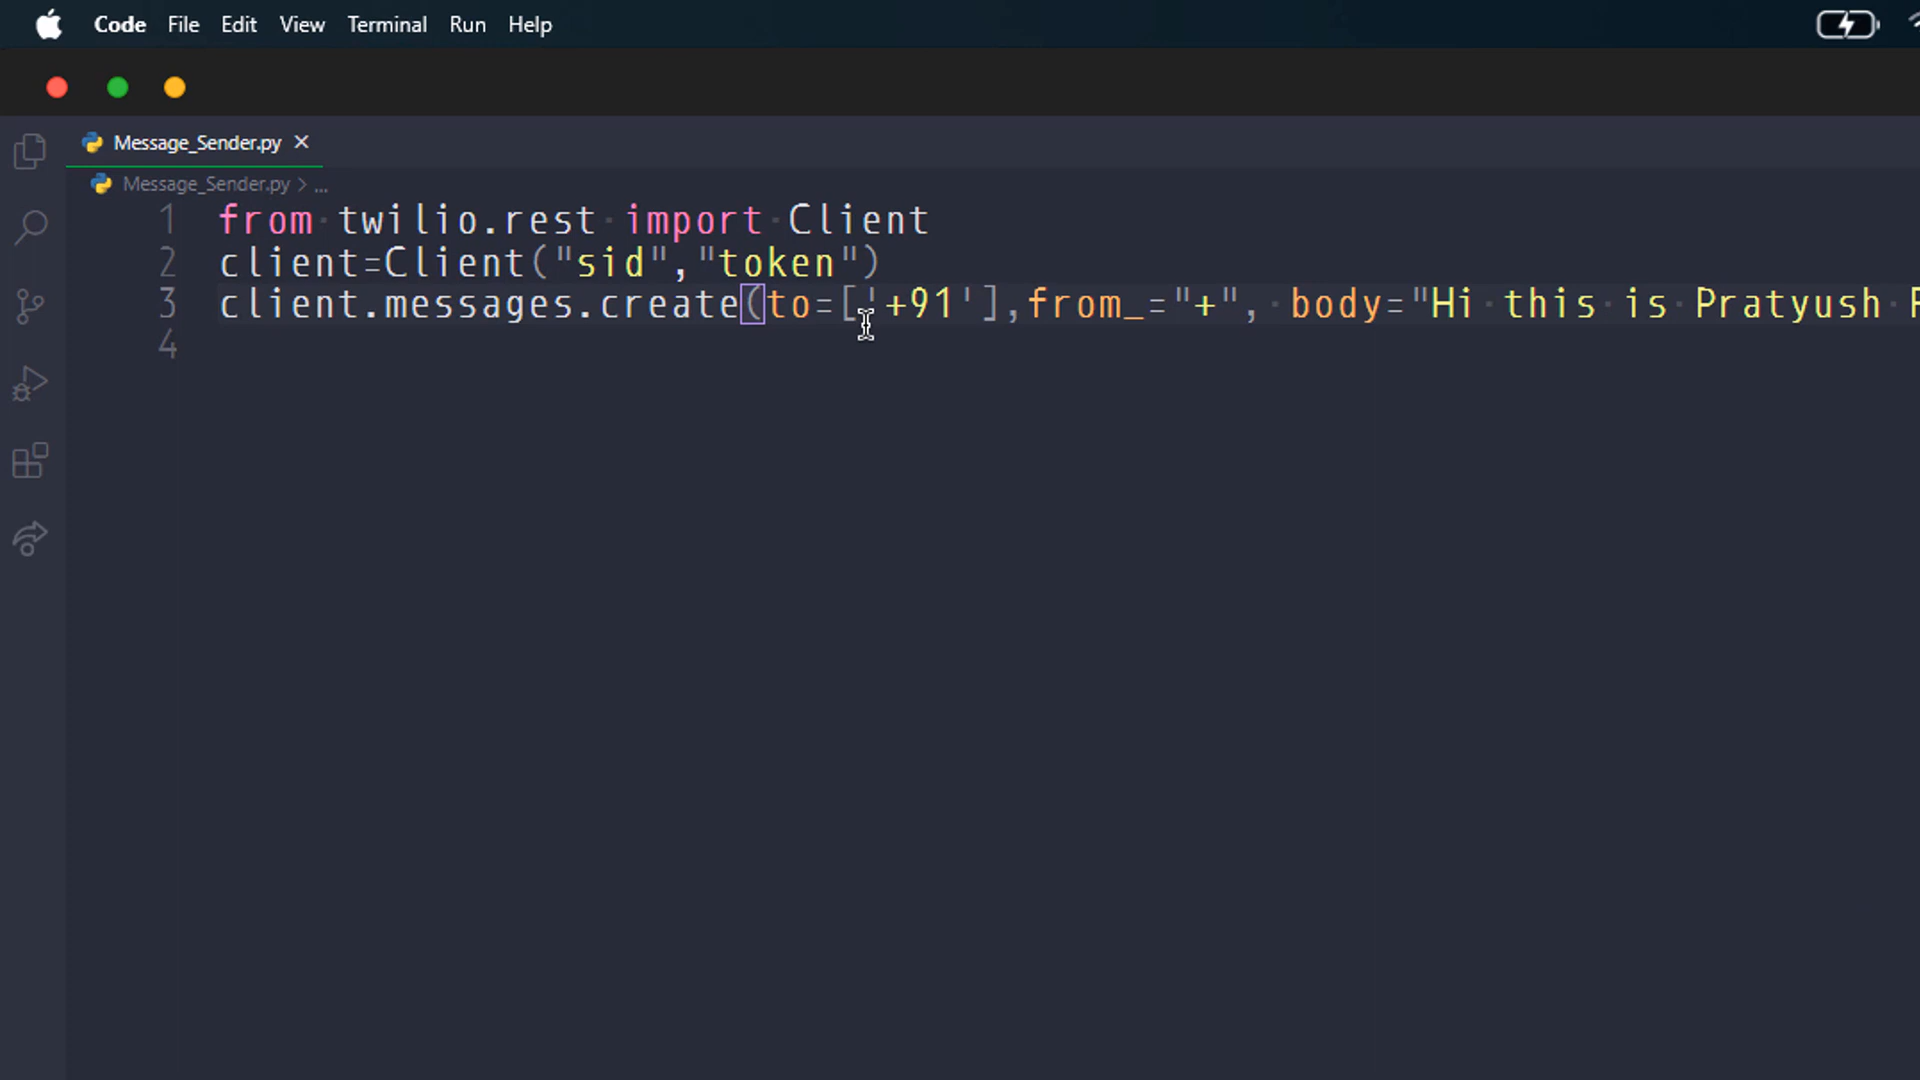 Code File Edit View Terminal Run Help
Message_Sender.py ×
Message_Sender.py > ...
1 from twilio.rest import Client
2 client=Client("sid","token")
3 client.messages.create(to=['+91'],from_="+", body="Hi this is Pratyush
4